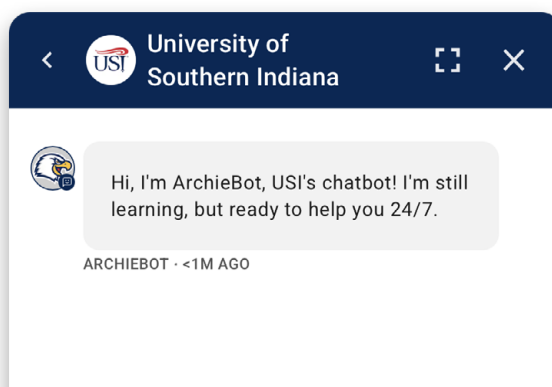 USI
University of
Southern Indiana
Hi, I'm ArchieBot, USI's chatbot! I'm still
learning, but ready to help you 24/7.
ARCHIEBOT · <1M AGO